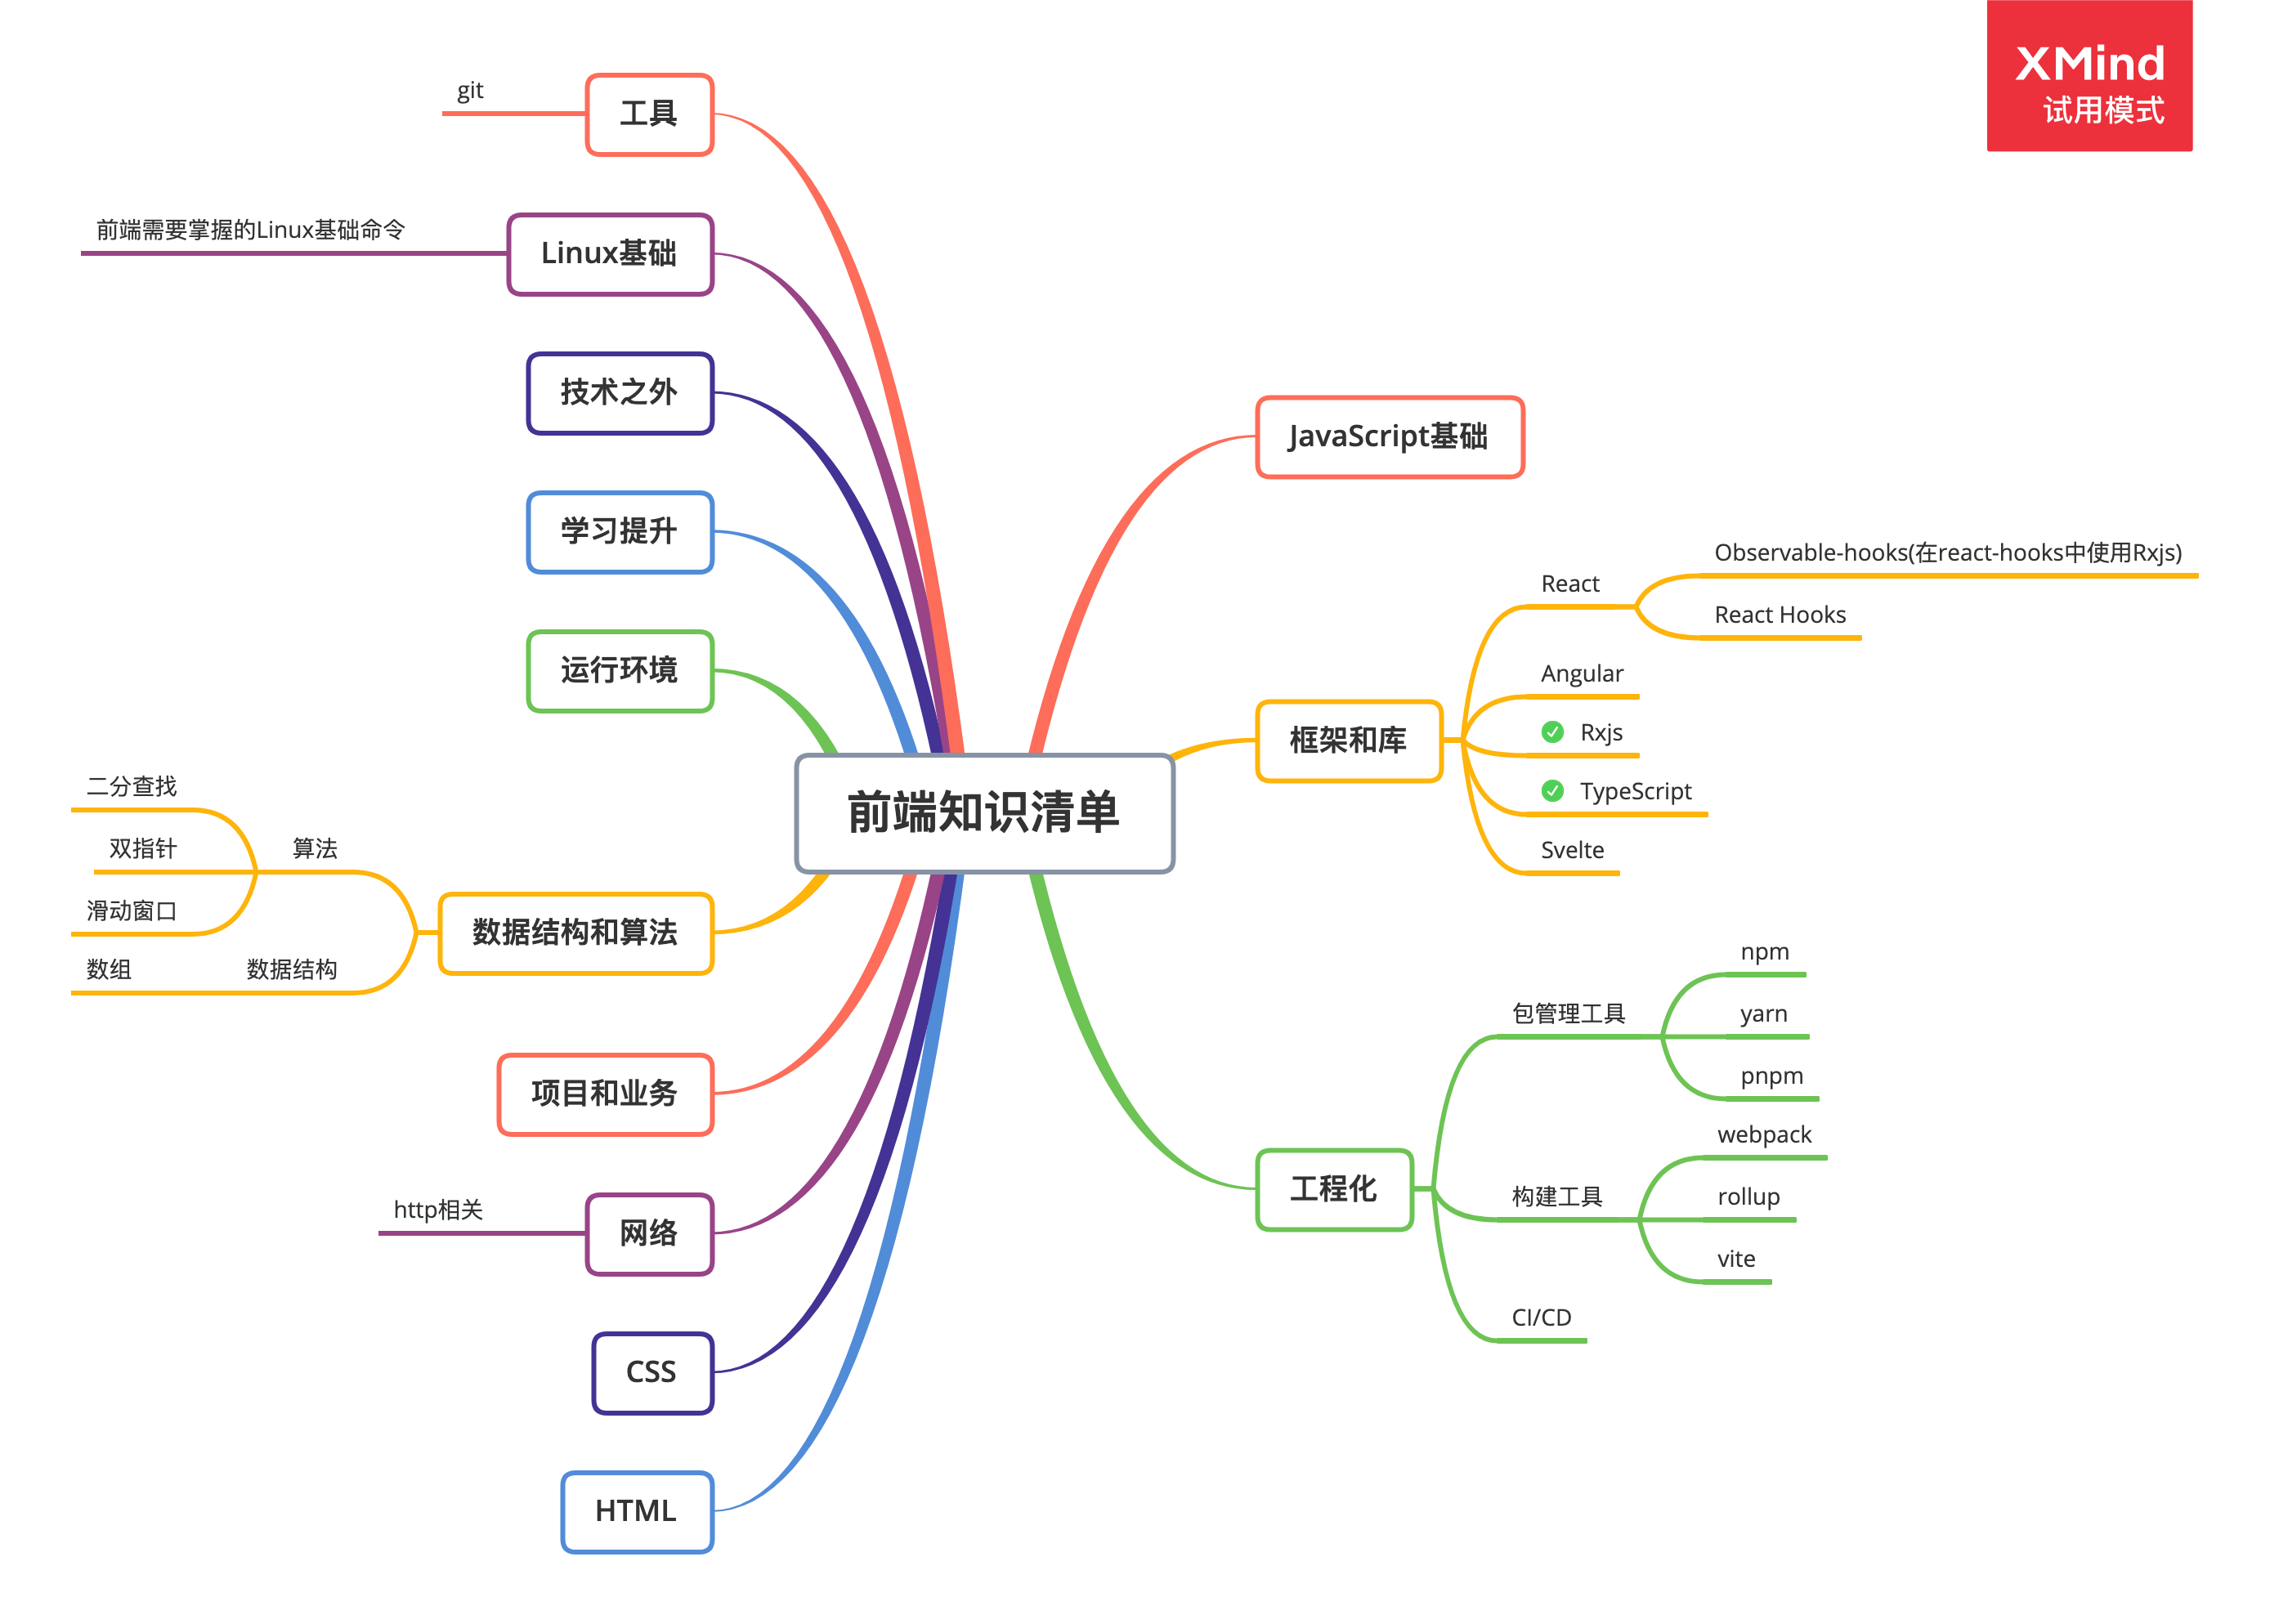 XMind
试用模式
前端知识清单
JavaScript基础
框架和库
React
Observable-hooks(在react-hooks中使用Rxjs)
React Hooks
Angular
Rxjs
TypeScript
Svelte
工程化
包管理工具
npm
yarn
pnpm
构建工具
webpack
rollup
vite
CI/CD
工具
git
Linux基础
前端需要掌握的Linux基础命令
技术之外
学习提升
运行环境
数据结构和算法
算法
二分查找
双指针
滑动窗口
数据结构
数组
项目和业务
网络
http相关
CSS
HTML